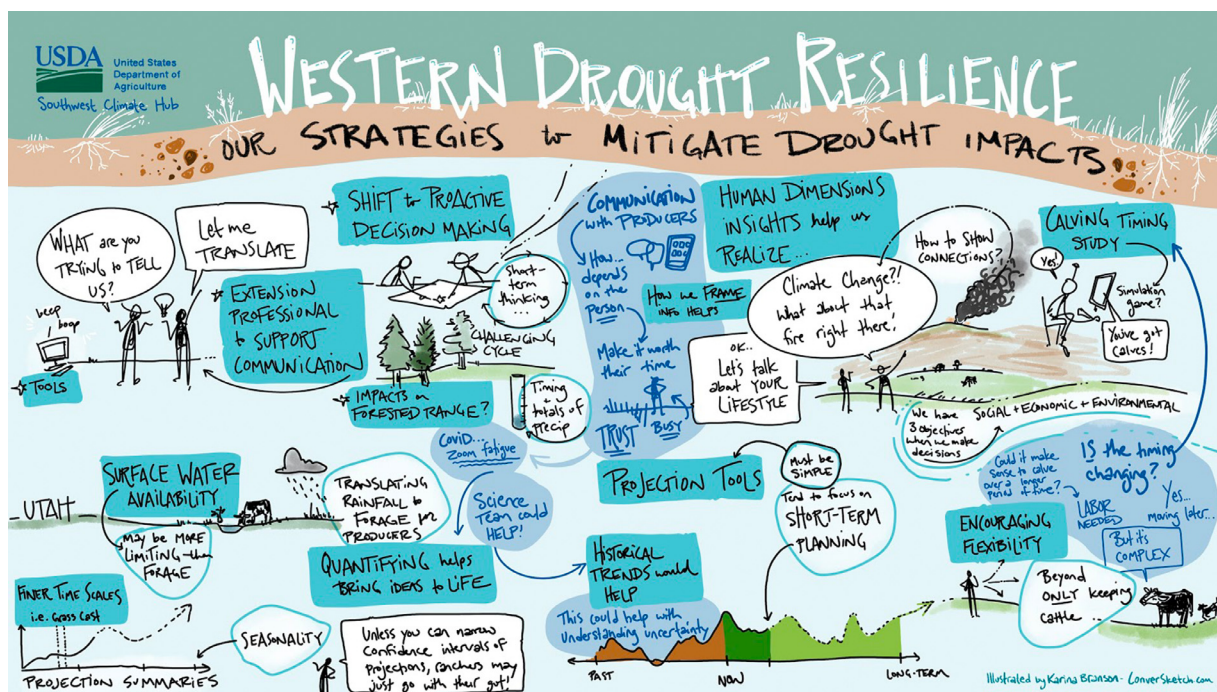 USDA
United States
Department of
Agriculture
Southwest Climate Hub
WESTERN DROUGHT RESILIENCE
OUR STRATEGIES to MITIGATE DROUGHT IMPACTS
WHAT are you
TRYING to TELL
US?
Let me
TRANSLATE
beep
boop
TOOLS
EXTENSION
PROFESSIONAL
to SUPPORT
COMMUNICATION
SHIFT to PROACTIVE
DECISION MAKING
Short-
term
thinking
...
CHALLENGING
CYCLE
IMPACTS on
FORESTED RANGE?
Timing
+
totals of
precip
COMMUNICATION
with PRODUCERS
How...
depends
on the
person
How we FRAME
INFO HELPS
Make it worth
their time
TRUST
BUSY
COVID...
Zoom fatigue
Science
Team could
HELP!
HUMAN DIMENSIONS
INSIGHTS help us
REALIZE...
Climate Change?!
What about that
fire right there!
OK...
Let's talk
about YOUR
LIFESTYLE
How to SHOW
CONNECTIONS?
CALVING TIMING
STUDY
Yes!
Simulation
game?
You've got
CALVES!
We have
3 objectives
when we make
decisions
SOCIAL + ECONOMIC + ENVIRONMENTAL
IS the timing
changing?
Could it make
sense to calve
over a longer
period of time?
LABOR
NEEDED
Yes...
moving later...
But it's
COMPLEX
ENCOURAGING
FLEXIBILITY
Beyond
ONLY keeping
cattle...
UTAH
SURFACE WATER
AVAILABILITY
May be MORE
LIMITING than
FORAGE
TRANSLATING
RAINFALL to
FORAGE for
PRODUCERS
QUANTIFYING helps
BRING IDEAS to LIFE
FINER TIME SCALES
i.e. Grass Cast
SEASONALITY
PROJECTION SUMMARIES
Unless you can narrow
Confidence intervals of
projections, ranchers may
just go with their gut!
PROJECTION TOOLS
Must be
SIMPLE
Tend to focus on
SHORT-TERM
PLANNING
HISTORICAL
TRENDS would
HELP
This could help with
understanding uncertainty
PAST
NOW
LONG-TERM
Illustrated by Karina Branson - ConverSketch.com